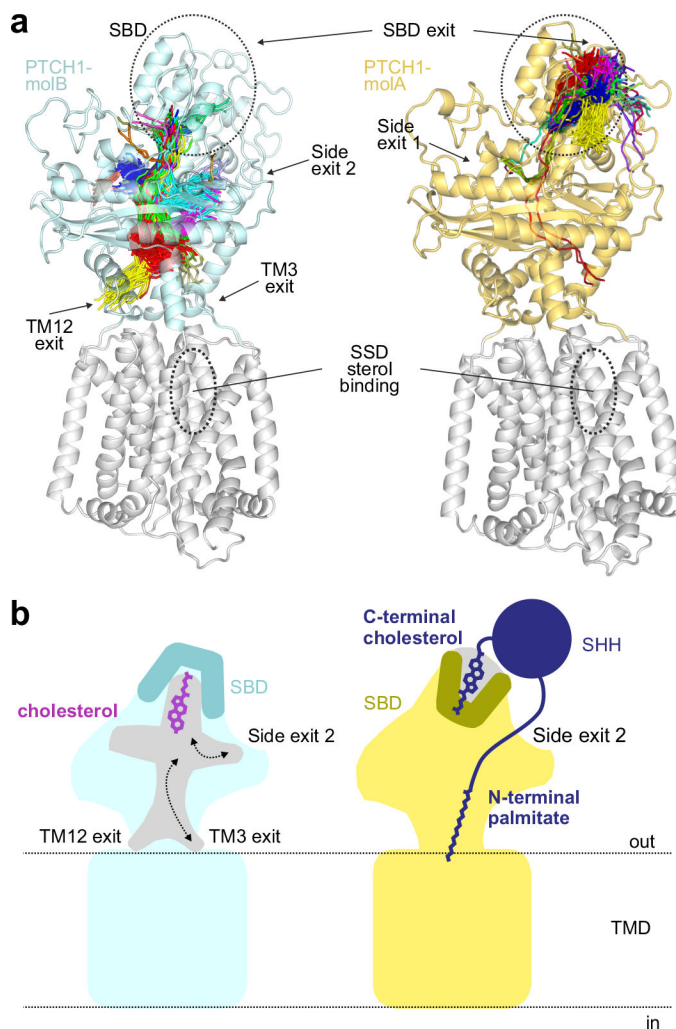 a
SBD
SBD exit
PTCH1-
molB
PTCH1-
molA
Side
exit 1
Side
exit 2
TM3
exit
TM12
exit
SSD
sterol
binding
b
C-terminal
cholesterol
SHH
SBD
SBD
cholesterol
Side exit 2
Side exit 2
N-terminal
palmitate
TM12 exit
TM3 exit
out
TMD
in